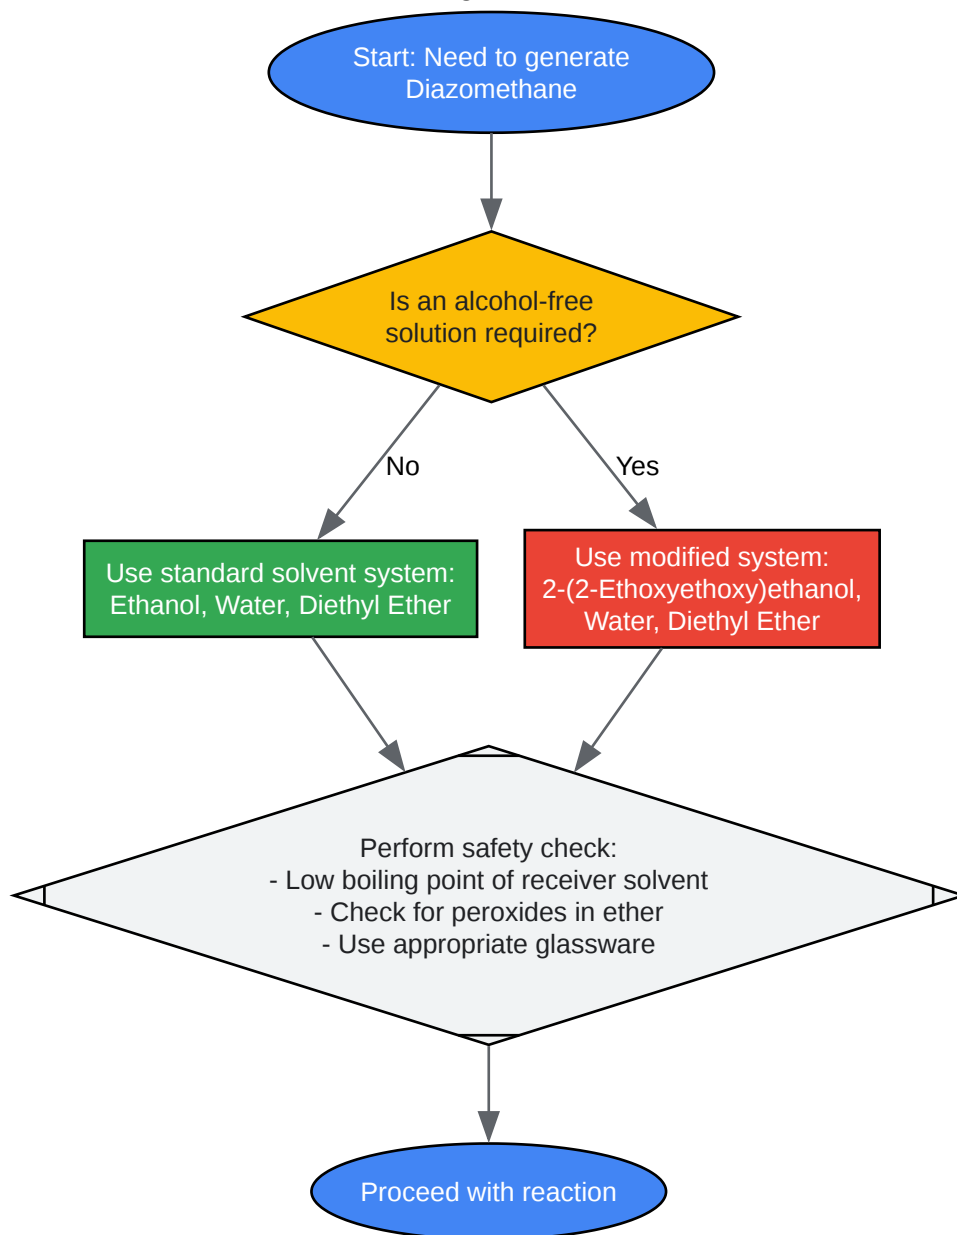 Start: Need to generate
Diazomethane
Is an alcohol-free
solution required?
No
Yes
Use standard solvent system:
Ethanol, Water, Diethyl Ether
Use modified system:
2-(2-Ethoxyethoxy)ethanol,
Water, Diethyl Ether
Perform safety check:
- Low boiling point of receiver solvent
- Check for peroxides in ether
- Use appropriate glassware
Proceed with reaction